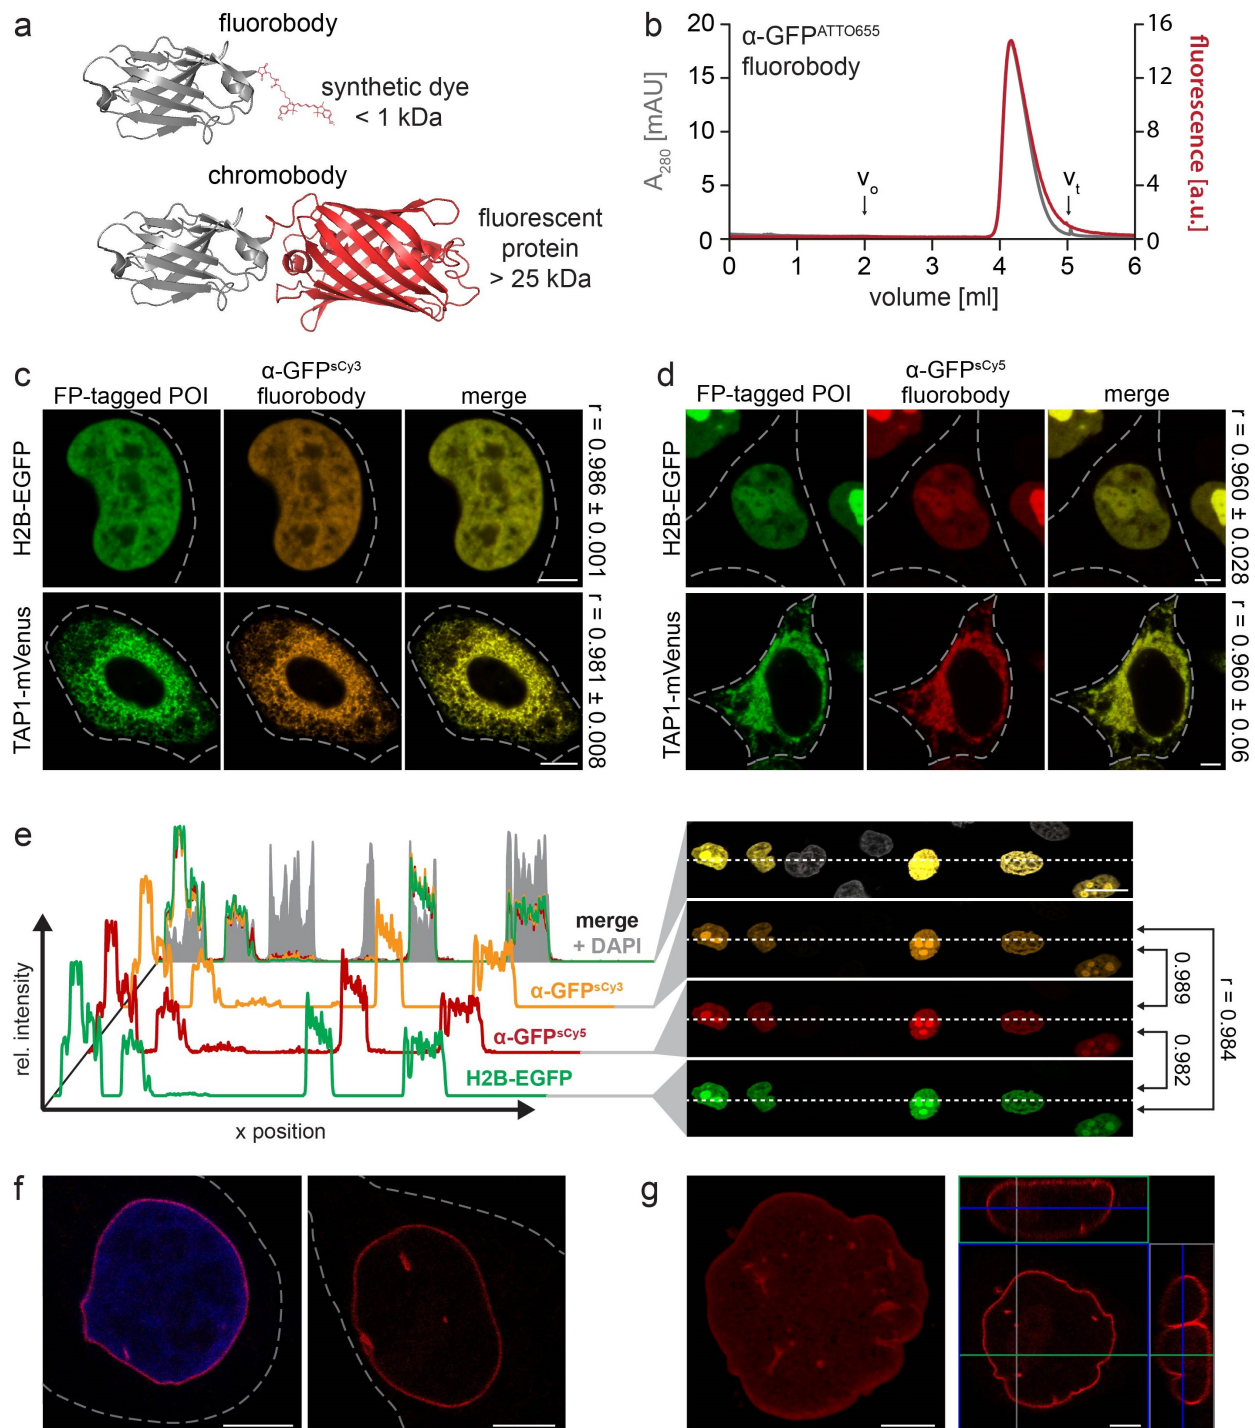 a
fluorobody
synthetic dye
< 1 kDa
chromobody
fluorescent
protein
> 25 kDa
b
α-GFPᴬᵀᵀᴼ⁶⁵⁵
fluorobody
A₂₈₀ [mAU]
20
15
10
5
0
fluorescence [a.u.]
16
12
8
4
0
Vₒ
Vₜ
0 1 2 3 4 5 6
volume [ml]
c
FP-tagged POI
α-GFPˢᶜʸ³
fluorobody
merge
H2B-EGFP
r = 0.986 ± 0.001
TAP1-mVenus
r = 0.981 ± 0.008
d
FP-tagged POI
α-GFPˢᶜʸ⁵
fluorobody
merge
H2B-EGFP
r = 0.960 ± 0.028
TAP1-mVenus
r = 0.960 ± 0.06
e
rel. intensity
x position
merge
+ DAPI
α-GFPˢᶜʸ³
α-GFPˢᶜʸ⁵
H2B-EGFP
0.989
0.982
r = 0.984
f
g